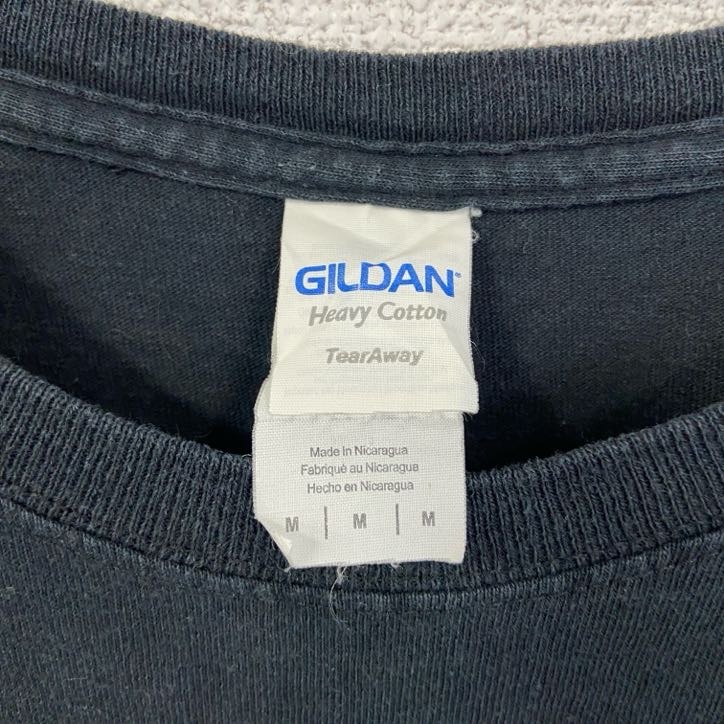 GILDAN®
Heavy Cotton
TearAway
Made In Nicaragua
Fabriqué au Nicaragua
Hecho en Nicaragua
M | M | M